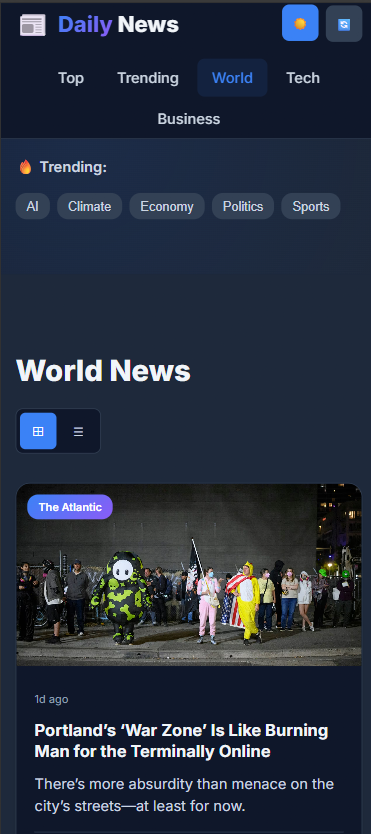 Daily News
Top
Trending
World
Tech
Business
Trending:
AI
Climate
Economy
Politics
Sports
World News
The Atlantic
1d ago
Portland’s ‘War Zone’ Is Like Burning
Man for the Terminally Online
There’s more absurdity than menace on the
city’s streets—at least for now.